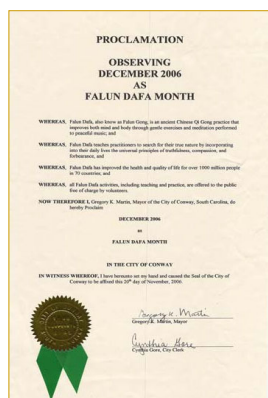 PROCLAMATION
OBSERVING
DECEMBER 2006
AS
FALUN DAFA MONTH
WHEREAS, Falun Dafa, also know as Falun Gong, is an ancient Chinese Qi Gong practice that
improves both mind and body through gentle exercises and meditation performed
to peaceful music; and
WHEREAS, Falun Dafa teaches practitioners to search for their true nature by incorporating
into their daily lives the universal principles of truthfulness, compassion, and
forbearance, and
WHEREAS, Falun Dafa has improved the health and quality of life for over 1000 million people
in 70 countries; and
WHEREAS, all Falun Dafa activities, including teaching and practice, are offered to the public
free of charge by volunteers.
NOW THEREFORE I, Gregory K. Martin, Mayor of the City of Conway, South Carolina, do
hereby Proclaim
DECEMBER 2006
as
FALUN DAFA MONTH
IN THE CITY OF CONWAY
IN WITNESS WHEREOF, I have hereunto set my hand and caused the Seal of the City of
Conway to be affixed this 20th day of November, 2006.
Gregory K. Martin
Gregory K. Martin, Mayor
Cynthia Gore
Cynthia Gore, City Clerk